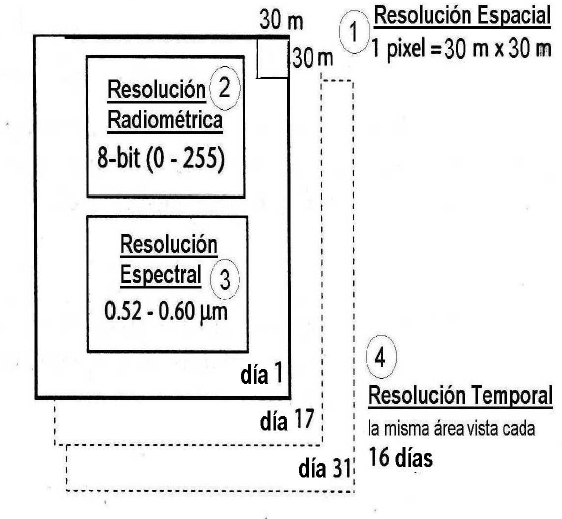 30 m
30 m
1 Resolución Espacial
1 pixel = 30 m x 30 m
Resolución 2
Radiométrica
8-bit (0 - 255)
Resolución
Espectral 3
0.52 - 0.60 µm
día 1
día 17
día 31
4
Resolución Temporal
la misma área vista cada
16 días